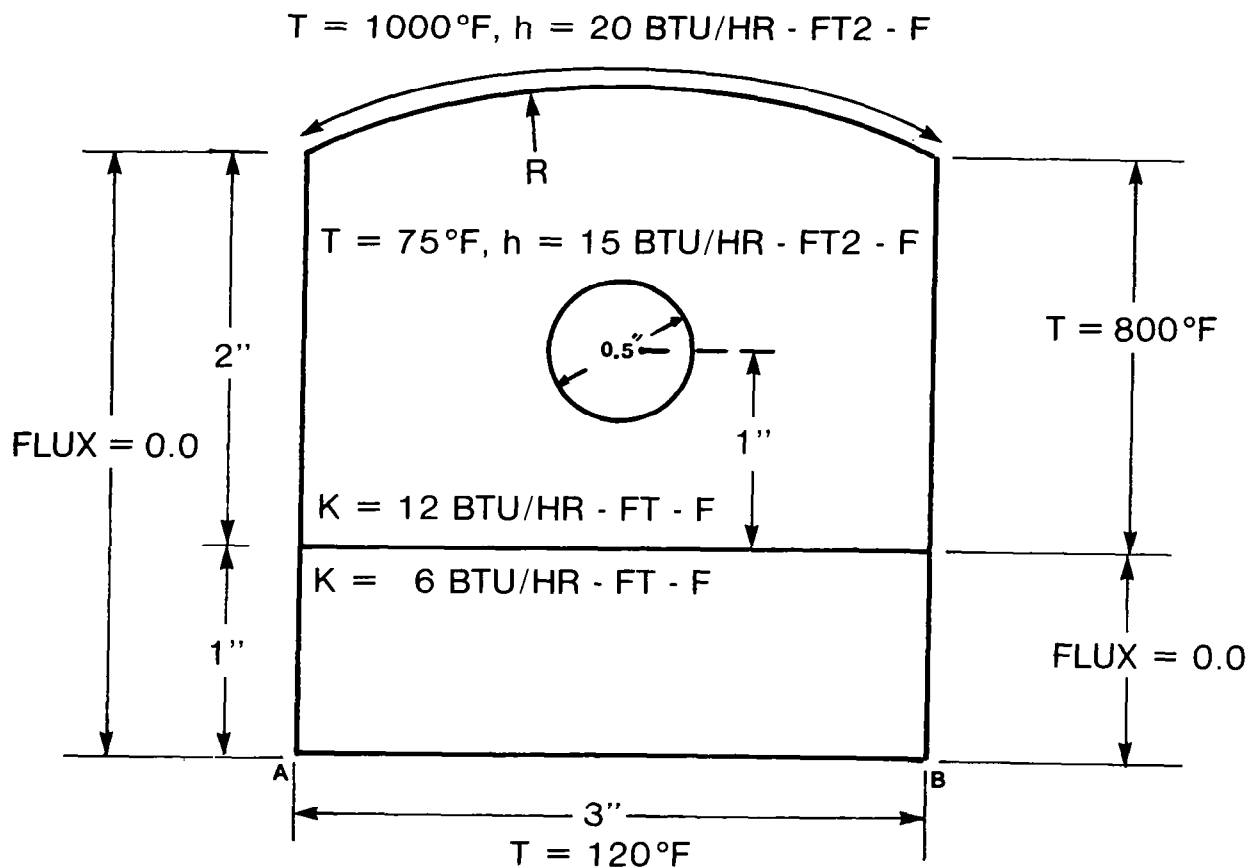 T = 1000°F, h = 20 BTU/HR - FT2 - F
R
T = 75°F, h = 15 BTU/HR - FT2 - F
0.5"
2"
T = 800°F
1"
FLUX = 0.0
K = 12 BTU/HR - FT - F
K = 6 BTU/HR - FT - F
1"
FLUX = 0.0
A
B
3"
T = 120°F